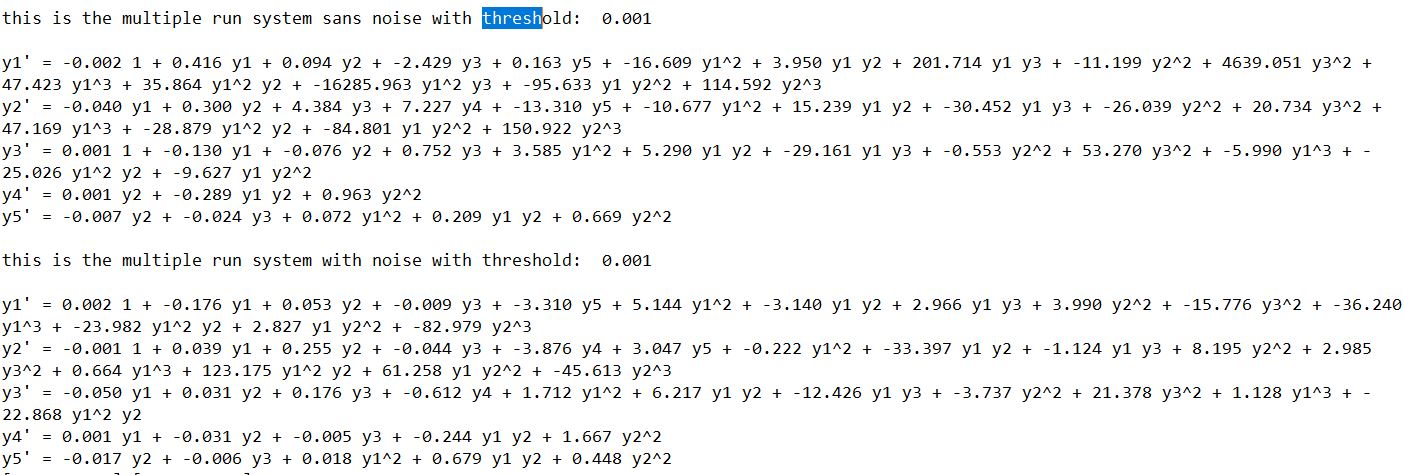 this is the multiple run system sans noise with threshold:  0.001
y1' = -0.002 1 + 0.416 y1 + 0.094 y2 + -2.429 y3 + 0.163 y5 + -16.609 y1^2 + 3.950 y1 y2 + 201.714 y1 y3 + -11.199 y2^2 + 4639.051 y3^2 +
47.423 y1^3 + 35.864 y1^2 y2 + -16285.963 y1^2 y3 + -95.633 y1 y2^2 + 114.592 y2^3
y2' = -0.040 y1 + 0.300 y2 + 4.384 y3 + 7.227 y4 + -13.310 y5 + -10.677 y1^2 + 15.239 y1 y2 + -30.452 y1 y3 + -26.039 y2^2 + 20.734 y3^2 +
47.169 y1^3 + -28.879 y1^2 y2 + -84.801 y1 y2^2 + 150.922 y2^3
y3' = 0.001 1 + -0.130 y1 + -0.076 y2 + 0.752 y3 + 3.585 y1^2 + 5.290 y1 y2 + -29.161 y1 y3 + -0.553 y2^2 + 53.270 y3^2 + -5.990 y1^3 + -
25.026 y1^2 y2 + -9.627 y1 y2^2
y4' = 0.001 y2 + -0.289 y1 y2 + 0.963 y2^2
y5' = -0.007 y2 + -0.024 y3 + 0.072 y1^2 + 0.209 y1 y2 + 0.669 y2^2
this is the multiple run system with noise with threshold:  0.001
y1' = 0.002 1 + -0.176 y1 + 0.053 y2 + -0.009 y3 + -3.310 y5 + 5.144 y1^2 + -3.140 y1 y2 + 2.966 y1 y3 + 3.990 y2^2 + -15.776 y3^2 + -36.240
y1^3 + -23.982 y1^2 y2 + 2.827 y1 y2^2 + -82.979 y2^3
y2' = -0.001 1 + 0.039 y1 + 0.255 y2 + -0.044 y3 + -3.876 y4 + 3.047 y5 + -0.222 y1^2 + -33.397 y1 y2 + -1.124 y1 y3 + 8.195 y2^2 + 2.985
y3^2 + 0.664 y1^3 + 123.175 y1^2 y2 + 61.258 y1 y2^2 + -45.613 y2^3
y3' = -0.050 y1 + 0.031 y2 + 0.176 y3 + -0.612 y4 + 1.712 y1^2 + 6.217 y1 y2 + -12.426 y1 y3 + -3.737 y2^2 + 21.378 y3^2 + 1.128 y1^3 + -
22.868 y1^2 y2
y4' = 0.001 y1 + -0.031 y2 + -0.005 y3 + -0.244 y1 y2 + 1.667 y2^2
y5' = -0.017 y2 + -0.006 y3 + 0.018 y1^2 + 0.679 y1 y2 + 0.448 y2^2